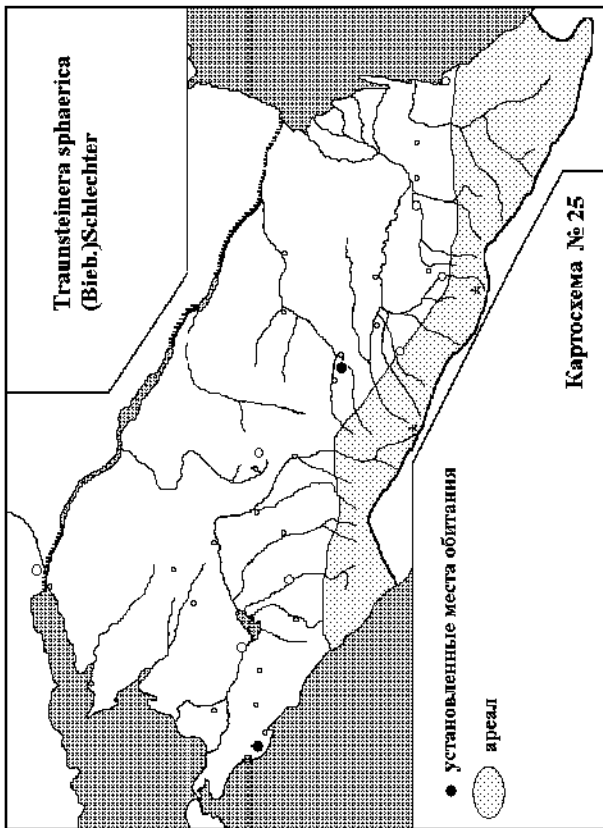 Traunsteinera sphaerica
(Bieb.)Schlechter
установленные места обитания
ареал
Картосхема № 25